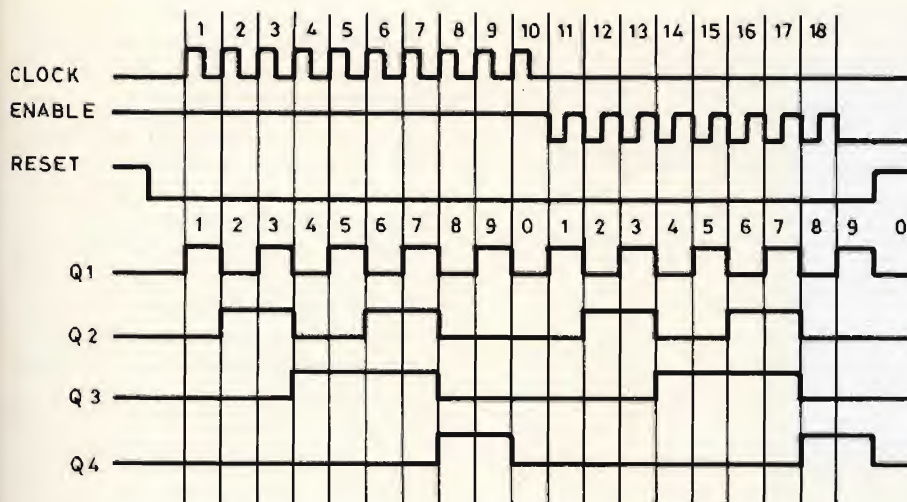 1 2 3 4 5 6 7 8 9 10 11 12 13 14 15 16 17 18
CLOCK
ENABLE
RESET
1 2 3 4 5 6 7 8 9 0 1 2 3 4 5 6 7 8 9 0
Q1
Q2
Q3
Q4